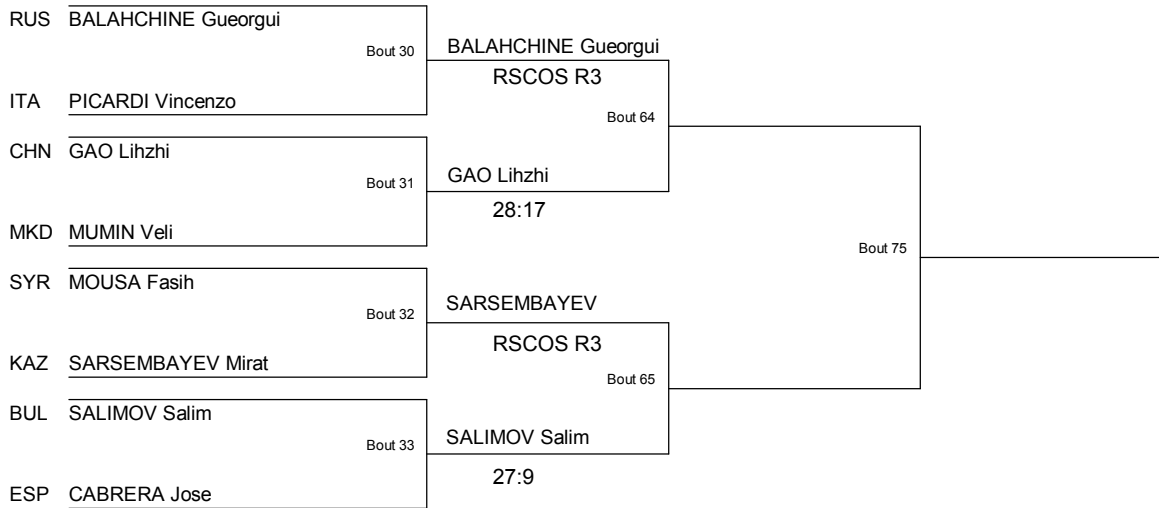 RUS BALAHCHINE Gueorgui
Bout 30
BALAHCHINE Gueorgui
RSCOS R3
ITA PICARDI Vincenzo
Bout 64
CHN GAO Lihzhi
Bout 31
GAO Lihzhi
28:17
MKD MUMIN Veli
Bout 75
SYR MOUSA Fasih
Bout 32
SARSEMBAYEV
RSCOS R3
KAZ SARSEMBAYEV Mirat
Bout 65
BUL SALIMOV Salim
Bout 33
SALIMOV Salim
27:9
ESP CABRERA Jose